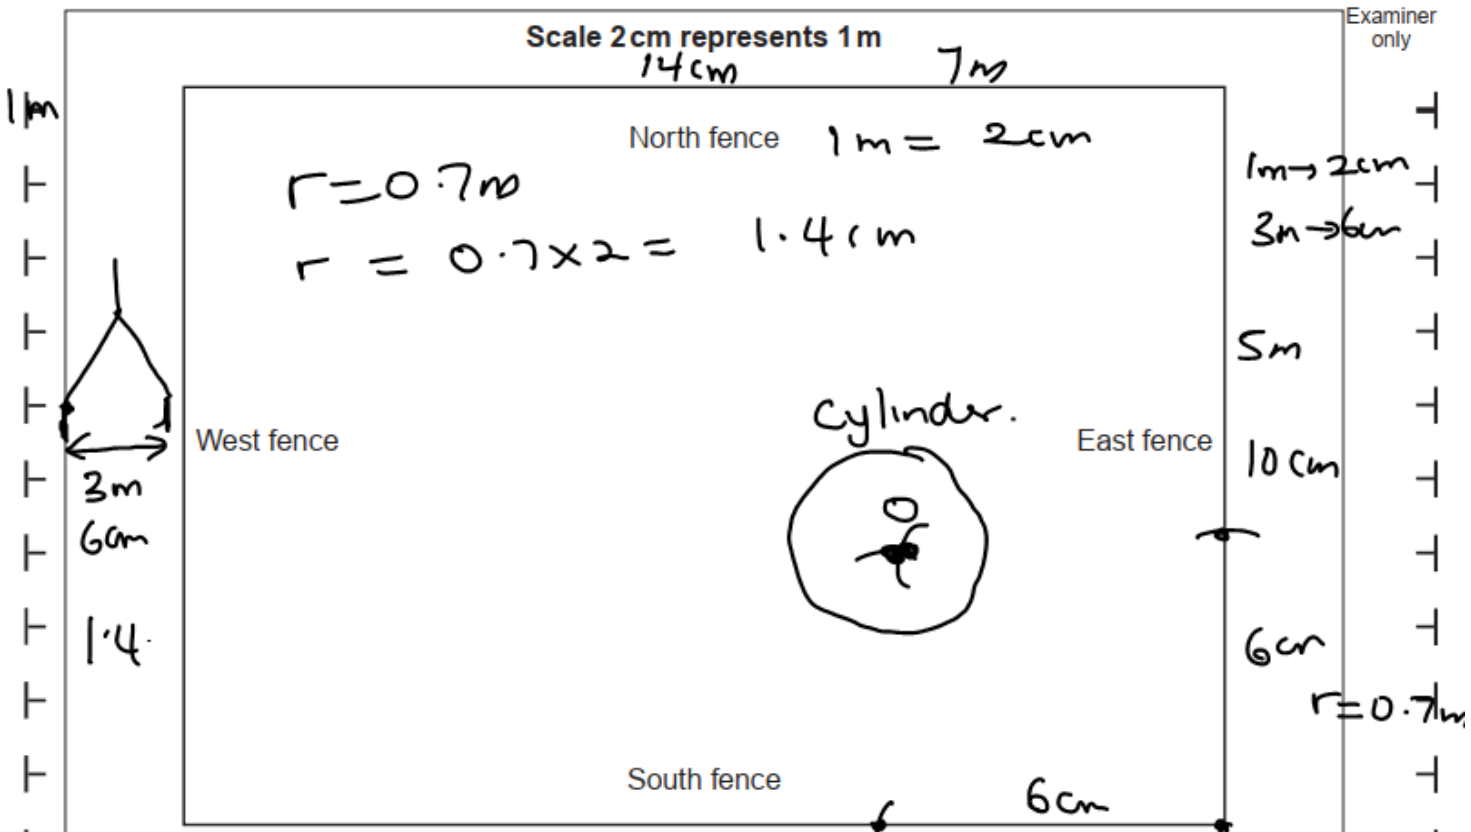 Examiner
only
Scale 2 cm represents 1 m
14cm 7m
1m
North fence 1m = 2cm
r=0.7m
1m→2cm
r = 0.7×2 = 1.4cm
3m→6cm
5m
Cylinder.
West fence
East fence
10cm
3m
O
6cm
1.4.
6cm
r=0.7m
South fence
6cm